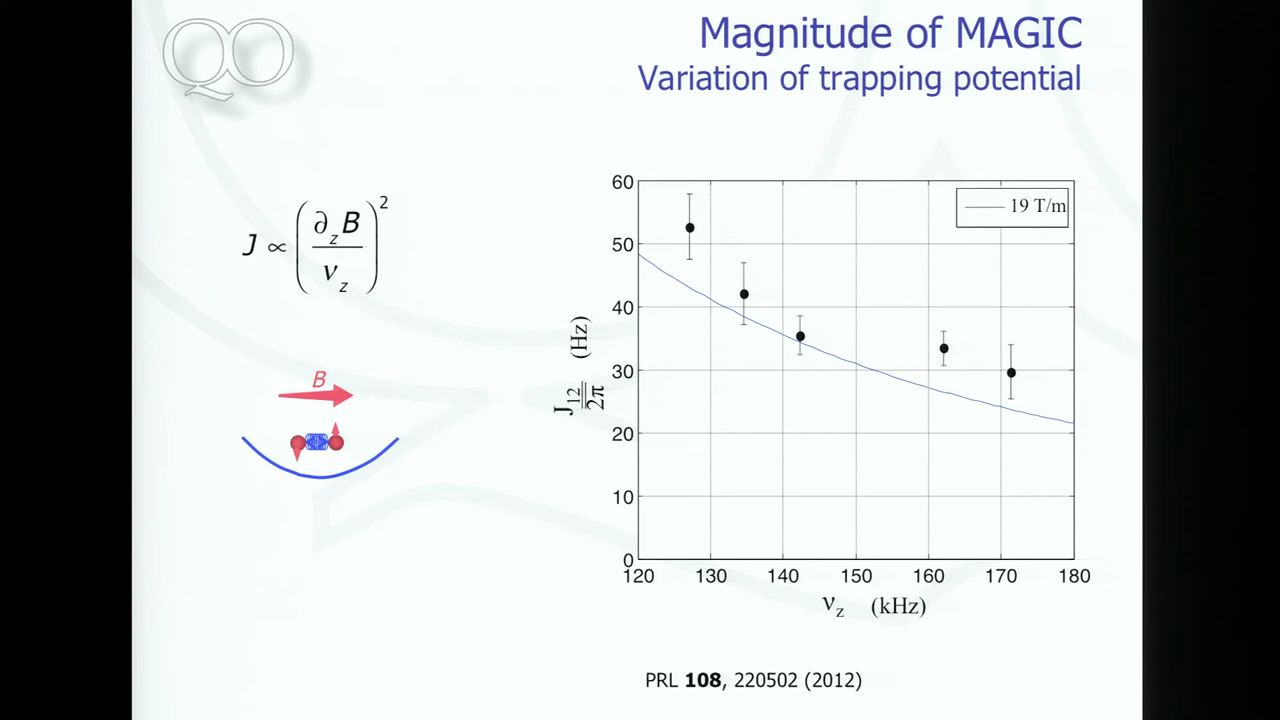 QO
Magnitude of MAGIC
Variation of trapping potential
J ∝ (∂zB / νz)²
B
19 T/m
60
50
40
30
20
10
0
J12/2π (Hz)
120 130 140 150 160 170 180
νz (kHz)
PRL 108, 220502 (2012)